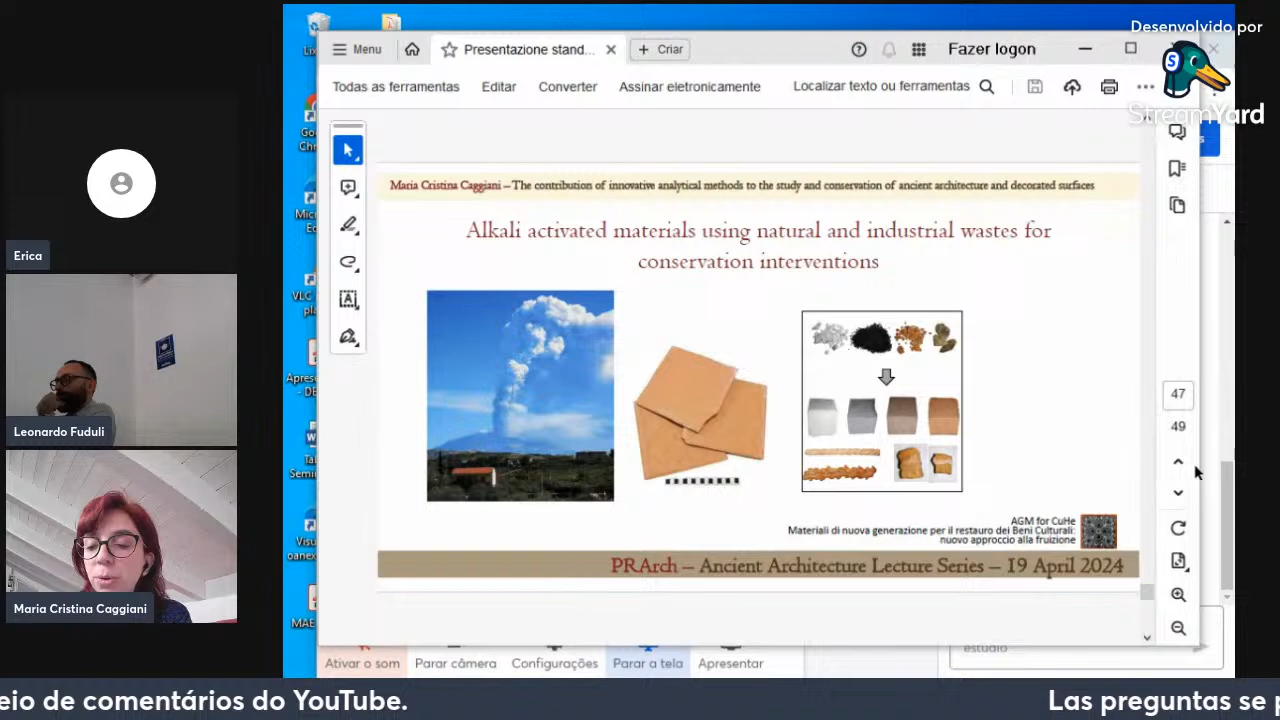 Desenvolvido por
StreamYard
Menu
Presentazione stand...
Criar
Fazer logon
Todas as ferramentas
Editar
Converter
Assinar eletronicamente
Localizar texto ou ferramentas
Maria Cristina Caggiani – The contribution of innovative analytical methods to the study and conservation of ancient architecture and decorated surfaces
Alkali activated materials using natural and industrial wastes for
conservation interventions
AGM for CuHe
Materiali di nuova generazione per il restauro dei Beni Culturali:
nuovo approccio alla fruizione
PRArch – Ancient Architecture Lecture Series – 19 April 2024
47
49
Erica
Leonardo Fuduli
Maria Cristina Caggiani
Ativar o som
Parar câmera
Configurações
Parar a tela
Apresentar
estúdio
eio de comentários do YouTube.
Las preguntas se p